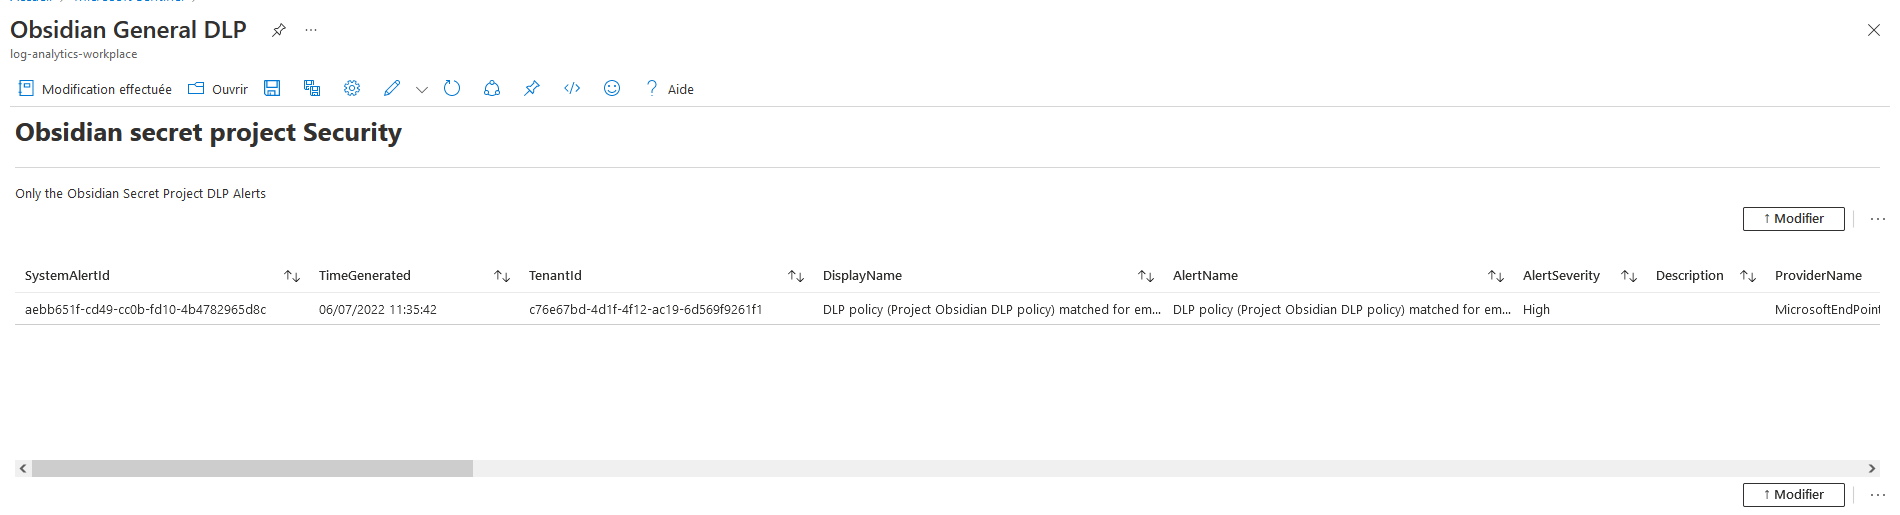 Obsidian General DLP
log-analytics-workplace
Modification effectuée Ouvrir Aide
Obsidian secret project Security
Only the Obsidian Secret Project DLP Alerts
↑ Modifier
SystemAlertId TimeGenerated TenantId DisplayName AlertName AlertSeverity Description ProviderName
aebb651f-cd49-cc0b-fd10-4b4782965d8c 06/07/2022 11:35:42 c76e67bd-4d1f-4f12-ac19-6d569f9261f1 DLP policy (Project Obsidian DLP policy) matched for em... DLP policy (Project Obsidian DLP policy) matched for em... High MicrosoftEndPoint
↑ Modifier